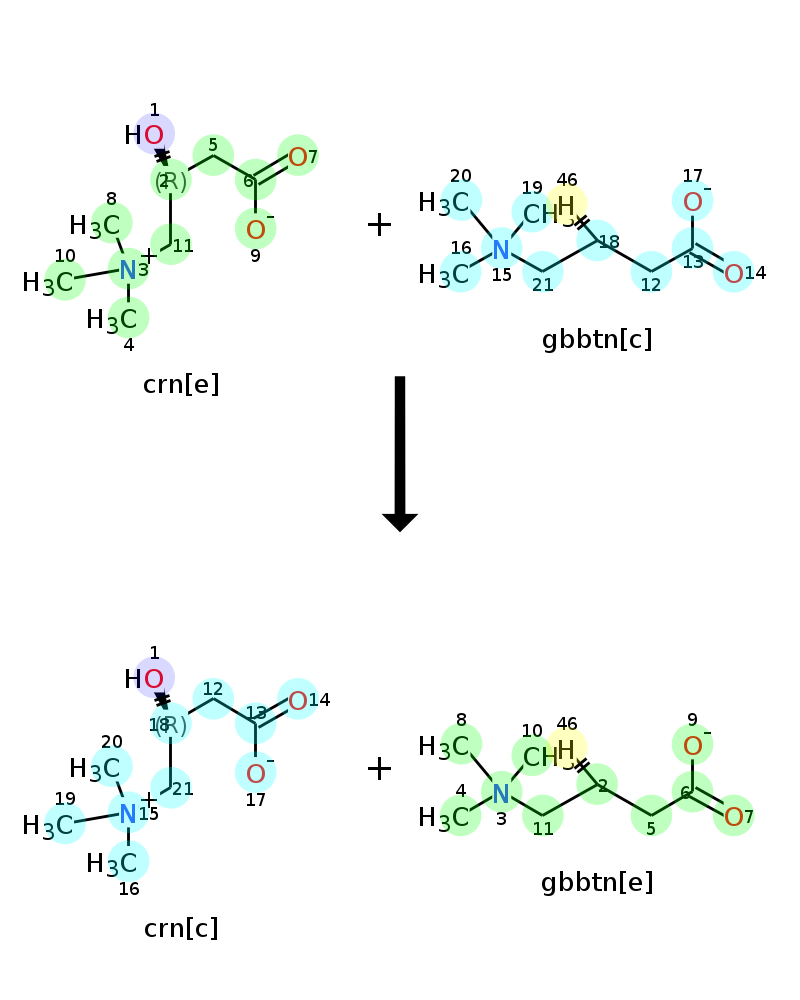 1
HO
5
(R)
2
6
O7
8
H3C
O-
9
11
+
10
H3C
N3
H3C
4
crn[e]
+
20
H3C
19
CH3
46
H
17
O-
18
N
15
16
H3C
21
12
13
O14
gbbtn[c]
1
HO
12
18(R)
13
O14
20
H3C
O-
17
21
+
19
H3C
N15
H3C
16
crn[c]
+
8
H3C
10
CH3
46
H
9
O-
2
N
3
4
H3C
11
5
6
O7
gbbtn[e]